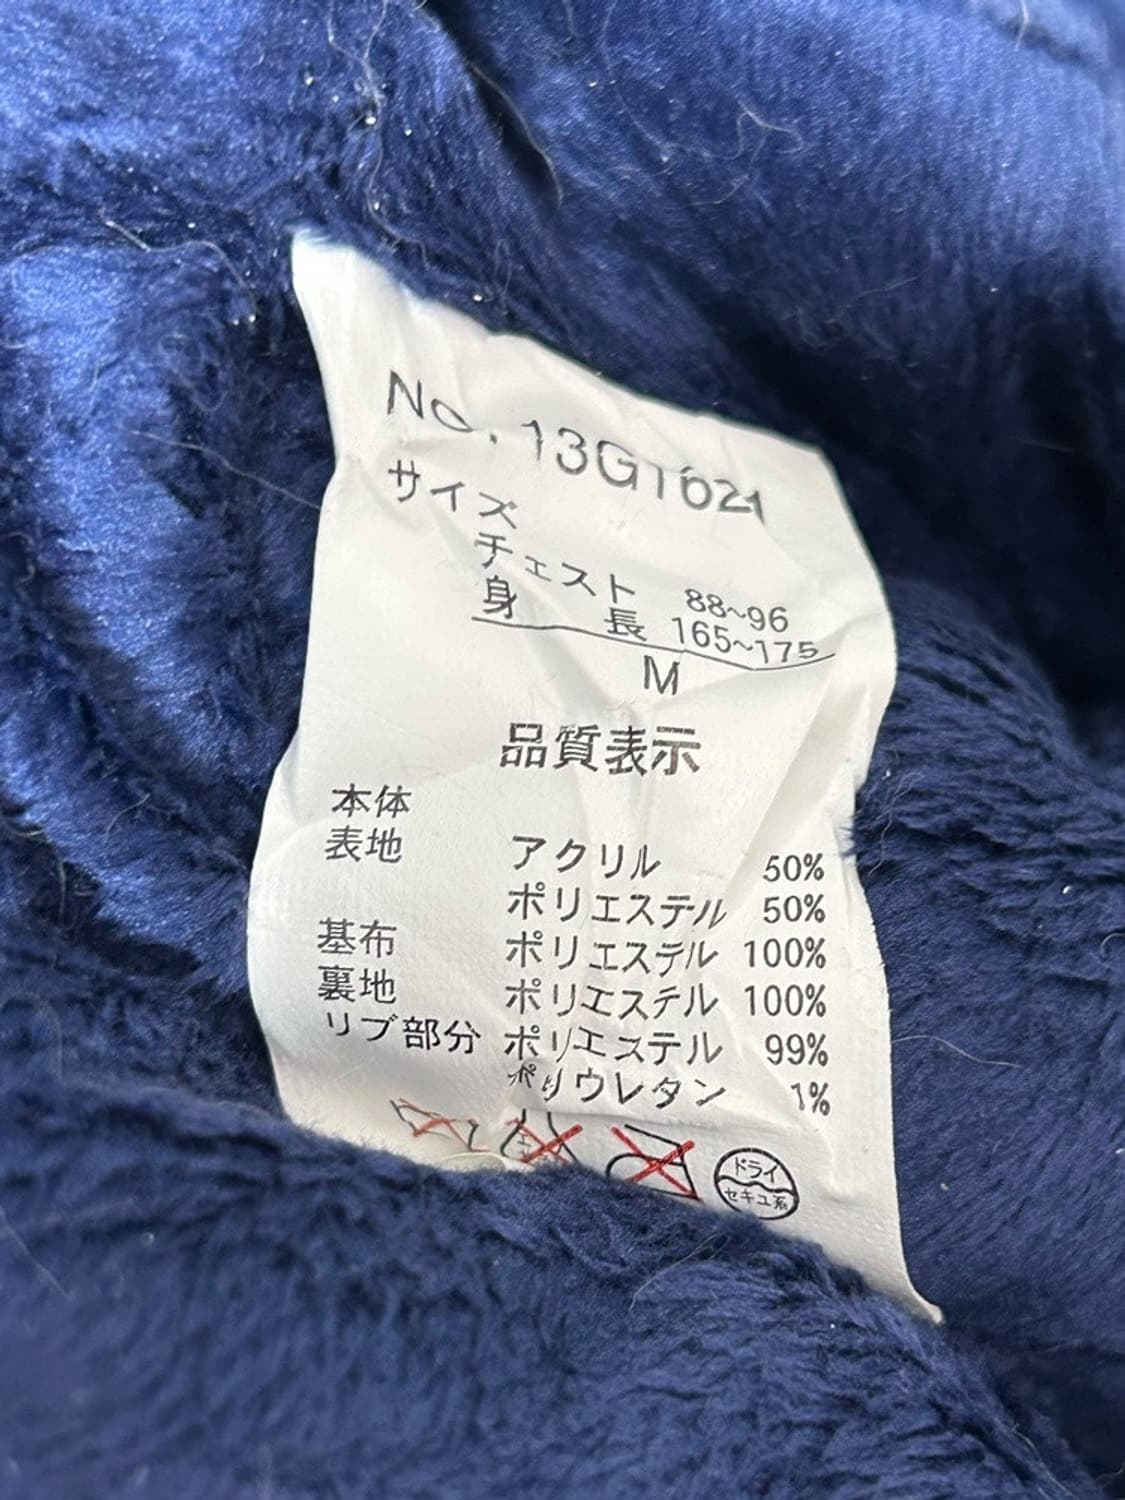 No. 13G1621
サイズ
チェスト 88~96
身長 165~175
M
品質表示
本体
表地 アクリル 50%
ポリエステル 50%
基布 ポリエステル 100%
裏地 ポリエステル 100%
リブ部分 ポリエステル 99%
ポリウレタン 1%
ドライ
セキユ系